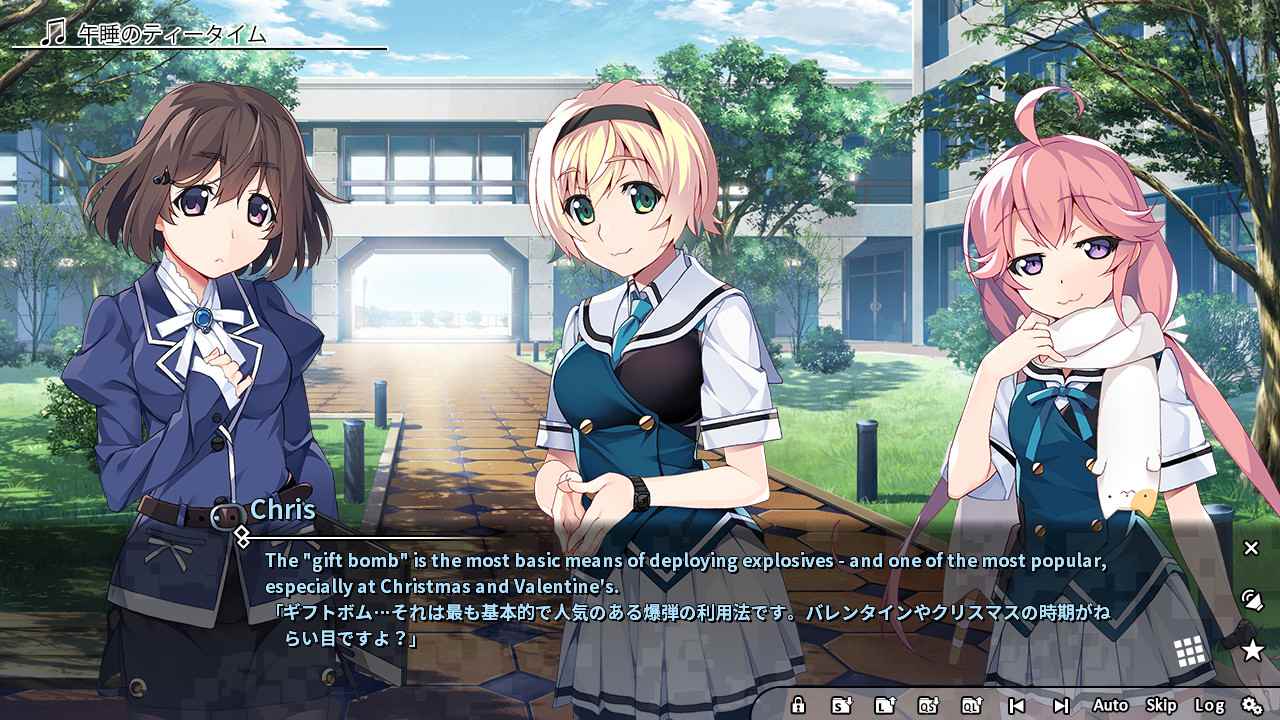 午睡のティータイム
Chris
The "gift bomb" is the most basic means of deploying explosives - and one of the most popular,
especially at Christmas and Valentine's.
「ギフトボム…それは最も基本的で人気のある爆弾の利用法です。バレンタインやクリスマスの時期がね
らい目ですよ？」
S L QS QL Auto Skip Log